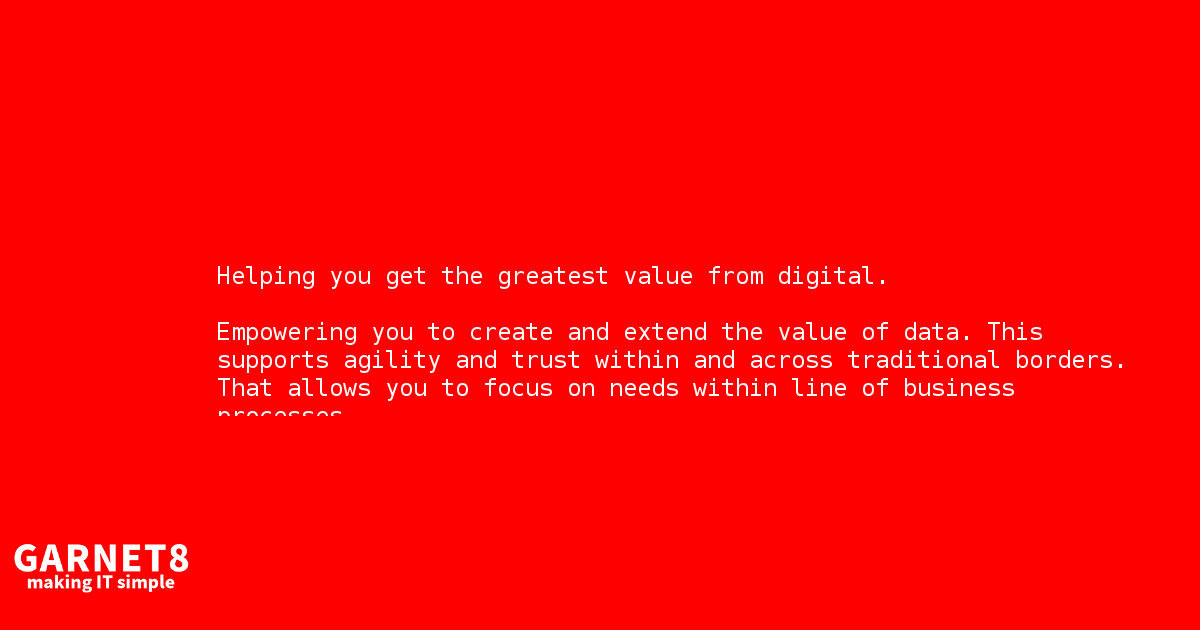 Helping you get the greatest value from digital.
Empowering you to create and extend the value of data. This
supports agility and trust within and across traditional borders.
That allows you to focus on needs within line of business
processes
GARNET8
making IT simple